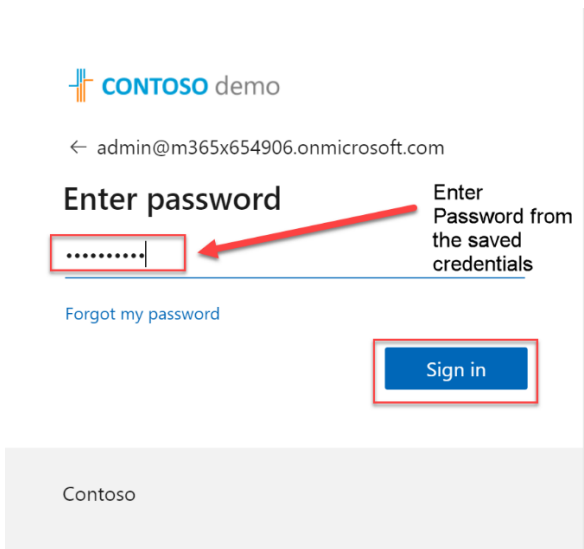 CONTOSO demo
← admin@m365x654906.onmicrosoft.com
Enter password
Enter
Password from
the saved
credentials
••••••••••
Forgot my password
Sign in
Contoso